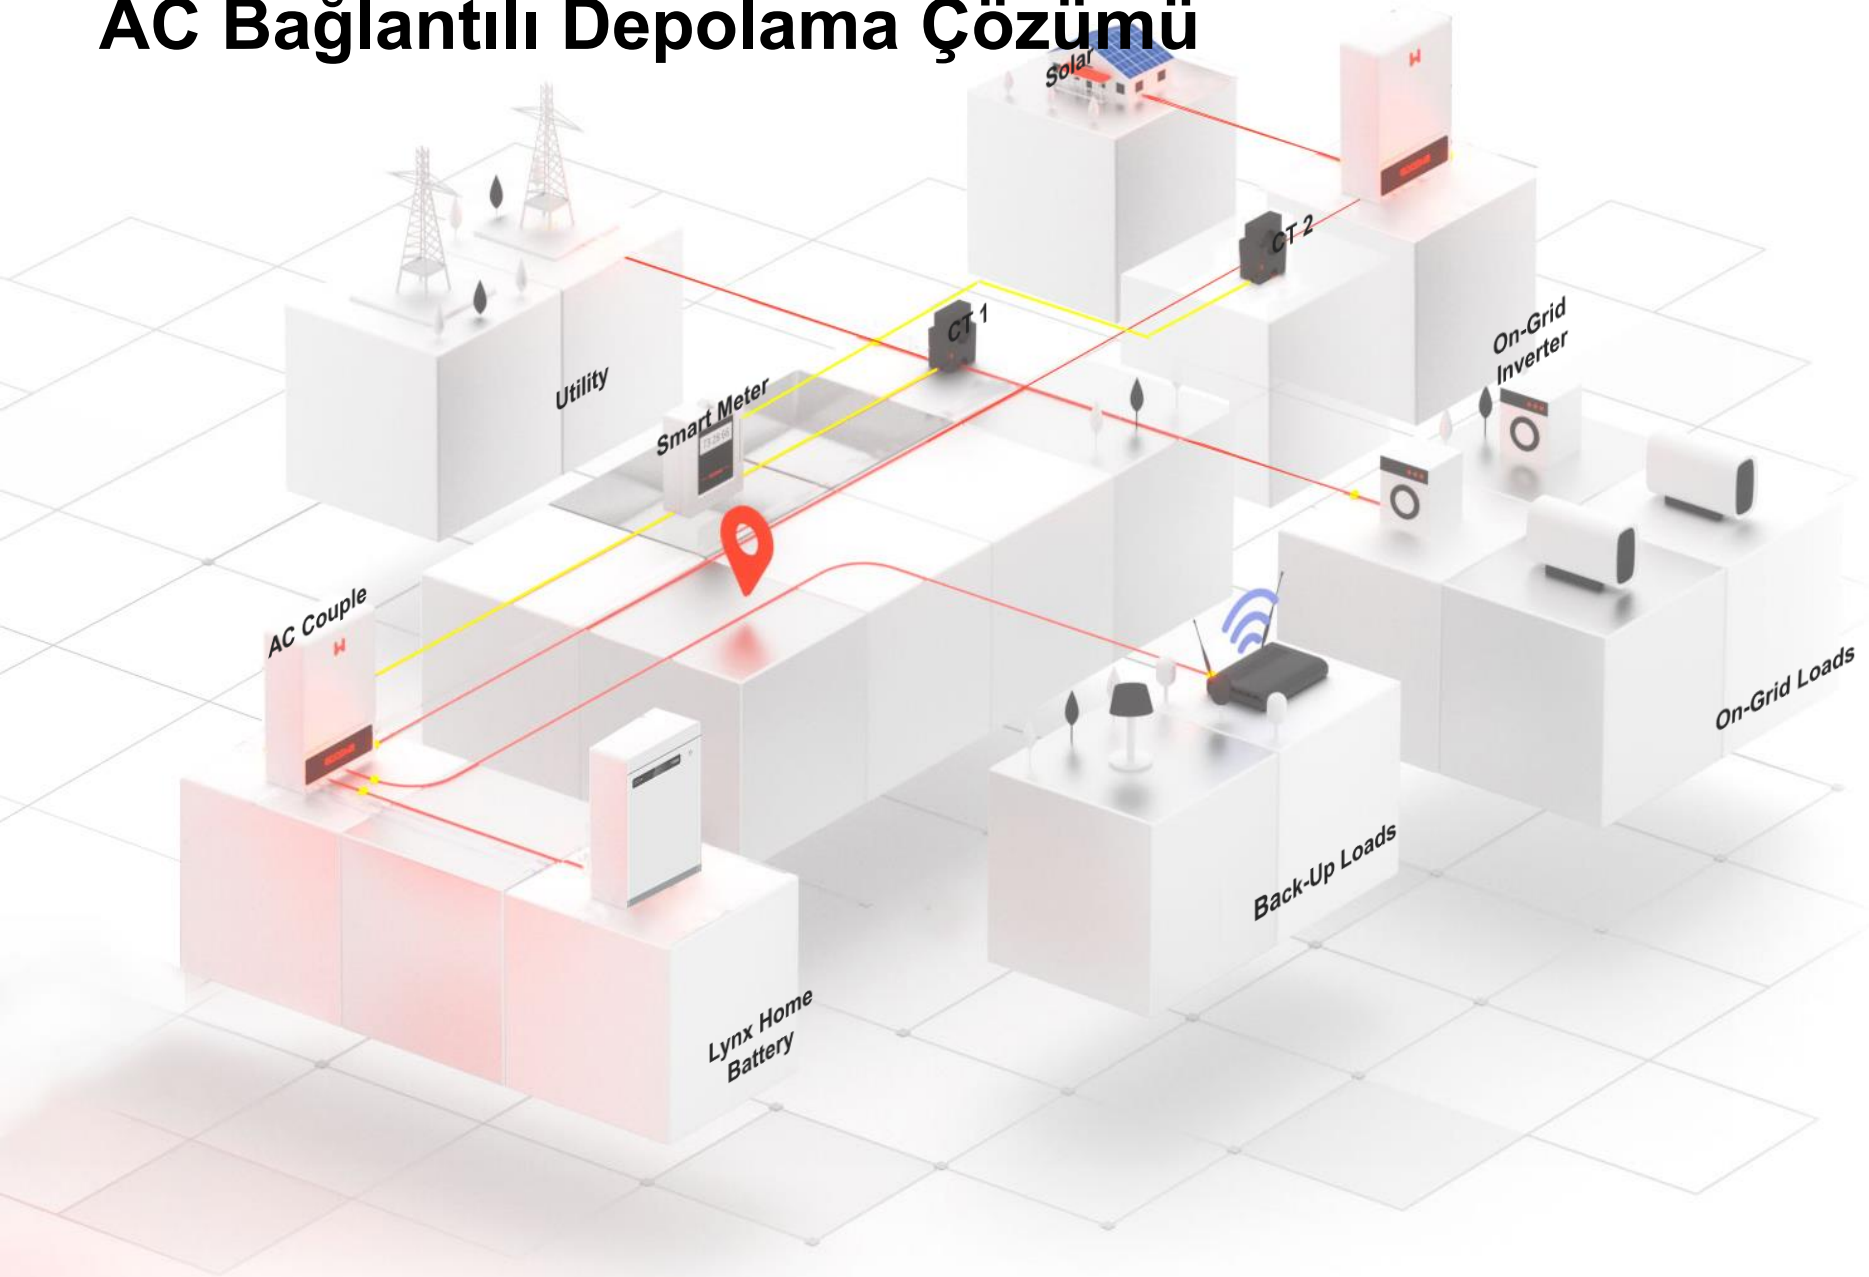 AC Bağlantılı Depolama Çözümü
Solar
CT 2
CT 1
On-Grid
Inverter
Utility
Smart Meter
AC Couple
On-Grid Loads
Back-Up Loads
Lynx Home
Battery